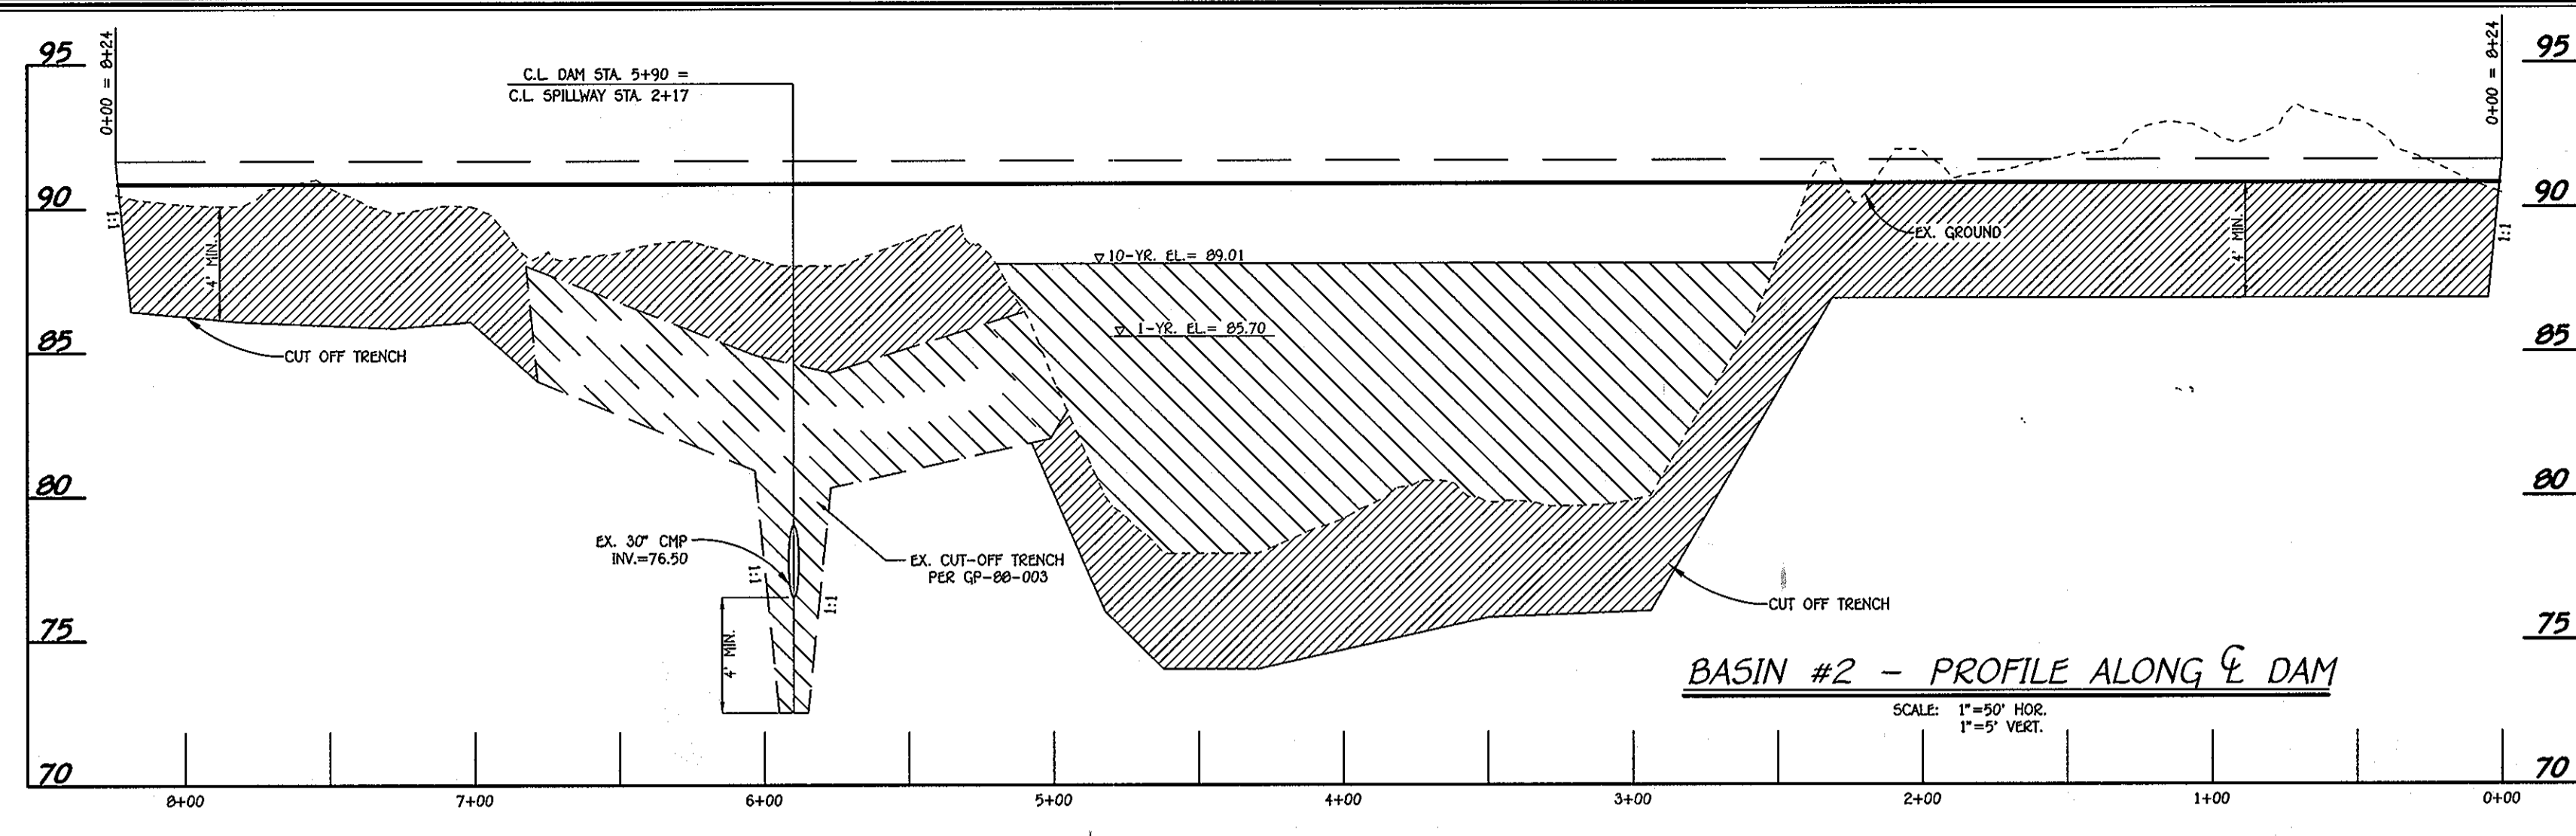 95
95
0+00 = 8+24
0+00 = 8+24
C.L. DAM STA. 5+90 =
C.L. SPILLWAY STA. 2+17
90
90
1:1
4' MIN.
EX. GROUND
4' MIN.
1:1
10-YR. EL.= 89.01
1-YR. EL.= 85.70
85
85
CUT OFF TRENCH
80
80
EX. 30" CMP
INV.=76.50
EX. CUT-OFF TRENCH
PER GP-88-003
1:1
1:1
CUT OFF TRENCH
75
75
4' MIN.
BASIN #2 - PROFILE ALONG ℄ DAM
SCALE: 1"=50' HOR.
1"=5' VERT.
70
70
8+00 7+00 6+00 5+00 4+00 3+00 2+00 1+00 0+00